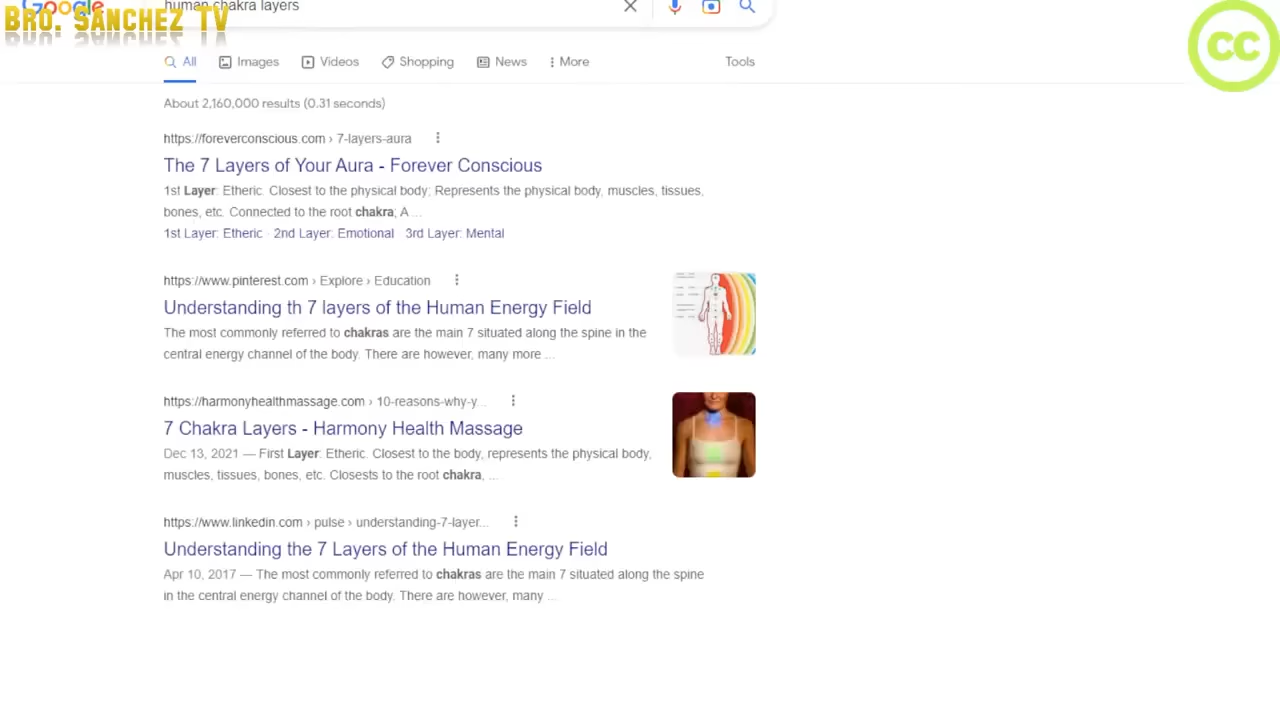 Google
BRO. SANCHEZ TV
human chakra layers
CC
All Images Videos Shopping News More Tools
About 2,160,000 results (0.31 seconds)
https://foreverconscious.com › 7-layers-aura
The 7 Layers of Your Aura - Forever Conscious
1st Layer: Etheric. Closest to the physical body; Represents the physical body, muscles, tissues,
bones, etc. Connected to the root chakra; A ...
1st Layer: Etheric · 2nd Layer: Emotional · 3rd Layer: Mental
https://www.pinterest.com › Explore › Education
Understanding th 7 layers of the Human Energy Field
The most commonly referred to chakras are the main 7 situated along the spine in the
central energy channel of the body. There are however, many more ...
https://harmonyhealthmassage.com › 10-reasons-why-y...
7 Chakra Layers - Harmony Health Massage
Dec 13, 2021 — First Layer: Etheric. Closest to the body, represents the physical body,
muscles, tissues, bones, etc. Closests to the root chakra, ...
https://www.linkedin.com › pulse › understanding-7-layer...
Understanding the 7 Layers of the Human Energy Field
Apr 10, 2017 — The most commonly referred to chakras are the main 7 situated along the spine
in the central energy channel of the body. There are however, many ...